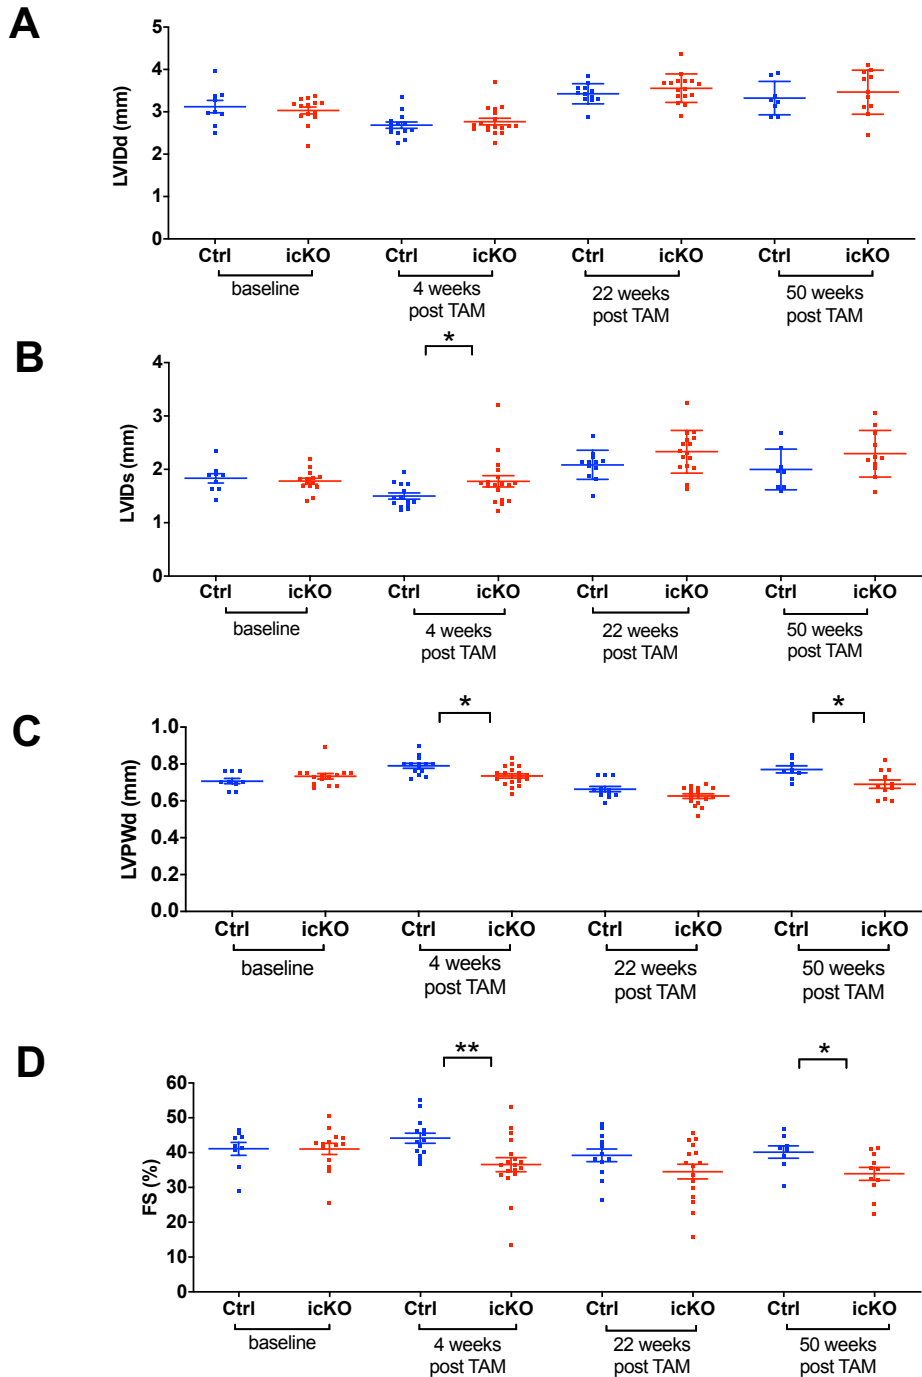 A
LVIDd (mm)
5
4
3
2
1
0
Ctrl icKO Ctrl icKO Ctrl icKO Ctrl icKO
baseline 4 weeks 22 weeks 50 weeks
post TAM post TAM post TAM
B
*
LVIDs (mm)
4
3
2
1
0
Ctrl icKO Ctrl icKO Ctrl icKO Ctrl icKO
baseline 4 weeks 22 weeks 50 weeks
post TAM post TAM post TAM
C
* *
LVPWd (mm)
1.0
0.8
0.6
0.4
0.2
0.0
Ctrl icKO Ctrl icKO Ctrl icKO Ctrl icKO
baseline 4 weeks 22 weeks 50 weeks
post TAM post TAM post TAM
D
** *
FS (%)
60
50
40
30
20
10
0
Ctrl icKO Ctrl icKO Ctrl icKO Ctrl icKO
baseline 4 weeks 22 weeks 50 weeks
post TAM post TAM post TAM